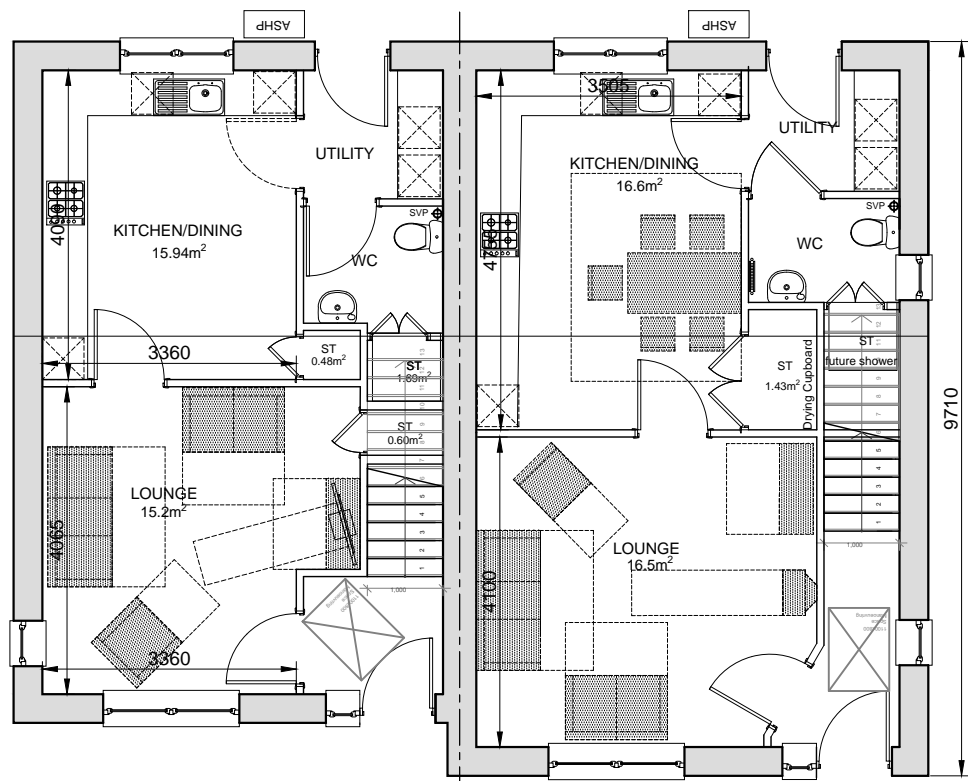 ASHP
ASHP
3505
UTILITY
UTILITY
KITCHEN/DINING
16.6m²
KITCHEN/DINING
15.94m²
SVP
SVP
WC
WC
3360
ST
0.48m²
ST
1.69m²
ST
0.60m²
ST
1.43m²
Drying Cupboard
ST
future shower
9710
LOUNGE
15.2m²
4065
LOUNGE
16.5m²
4100
1,000
1,000
3360